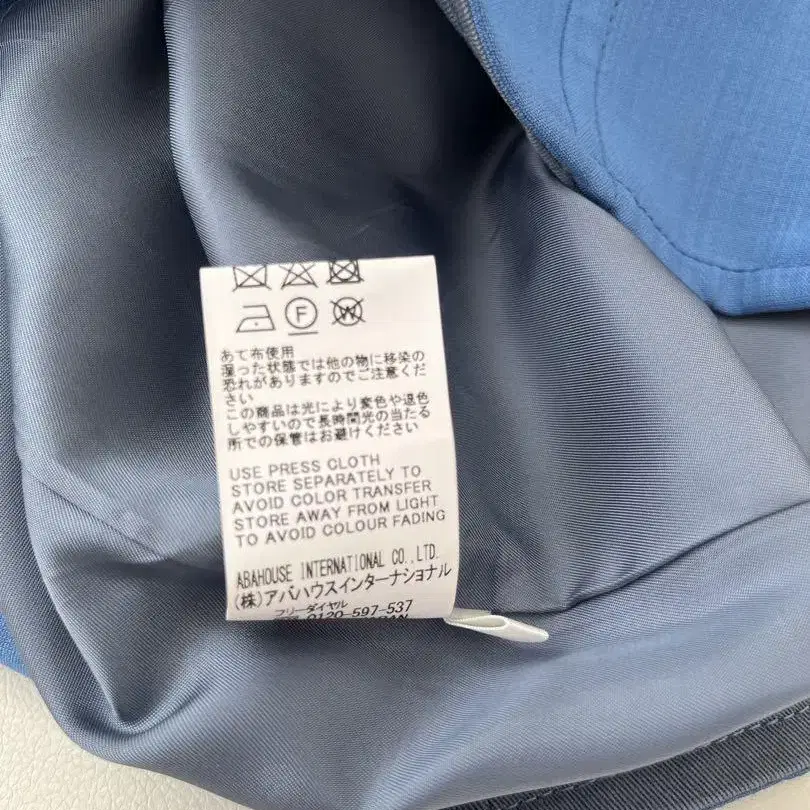 F W
あて布使用
湿った状態では他の物に移染の
恐れがありますのでご注意くださ
い
この商品は光により変色や退色
しやすいので長時間光の当たる
所での保管はお避けください
USE PRESS CLOTH
STORE SEPARATELY TO
AVOID COLOR TRANSFER
STORE AWAY FROM LIGHT
TO AVOID COLOUR FADING
ABAHOUSE INTERNATIONAL CO.,LTD.
(株)アバハウスインターナショナル
フリーダイヤル
0120-597-537